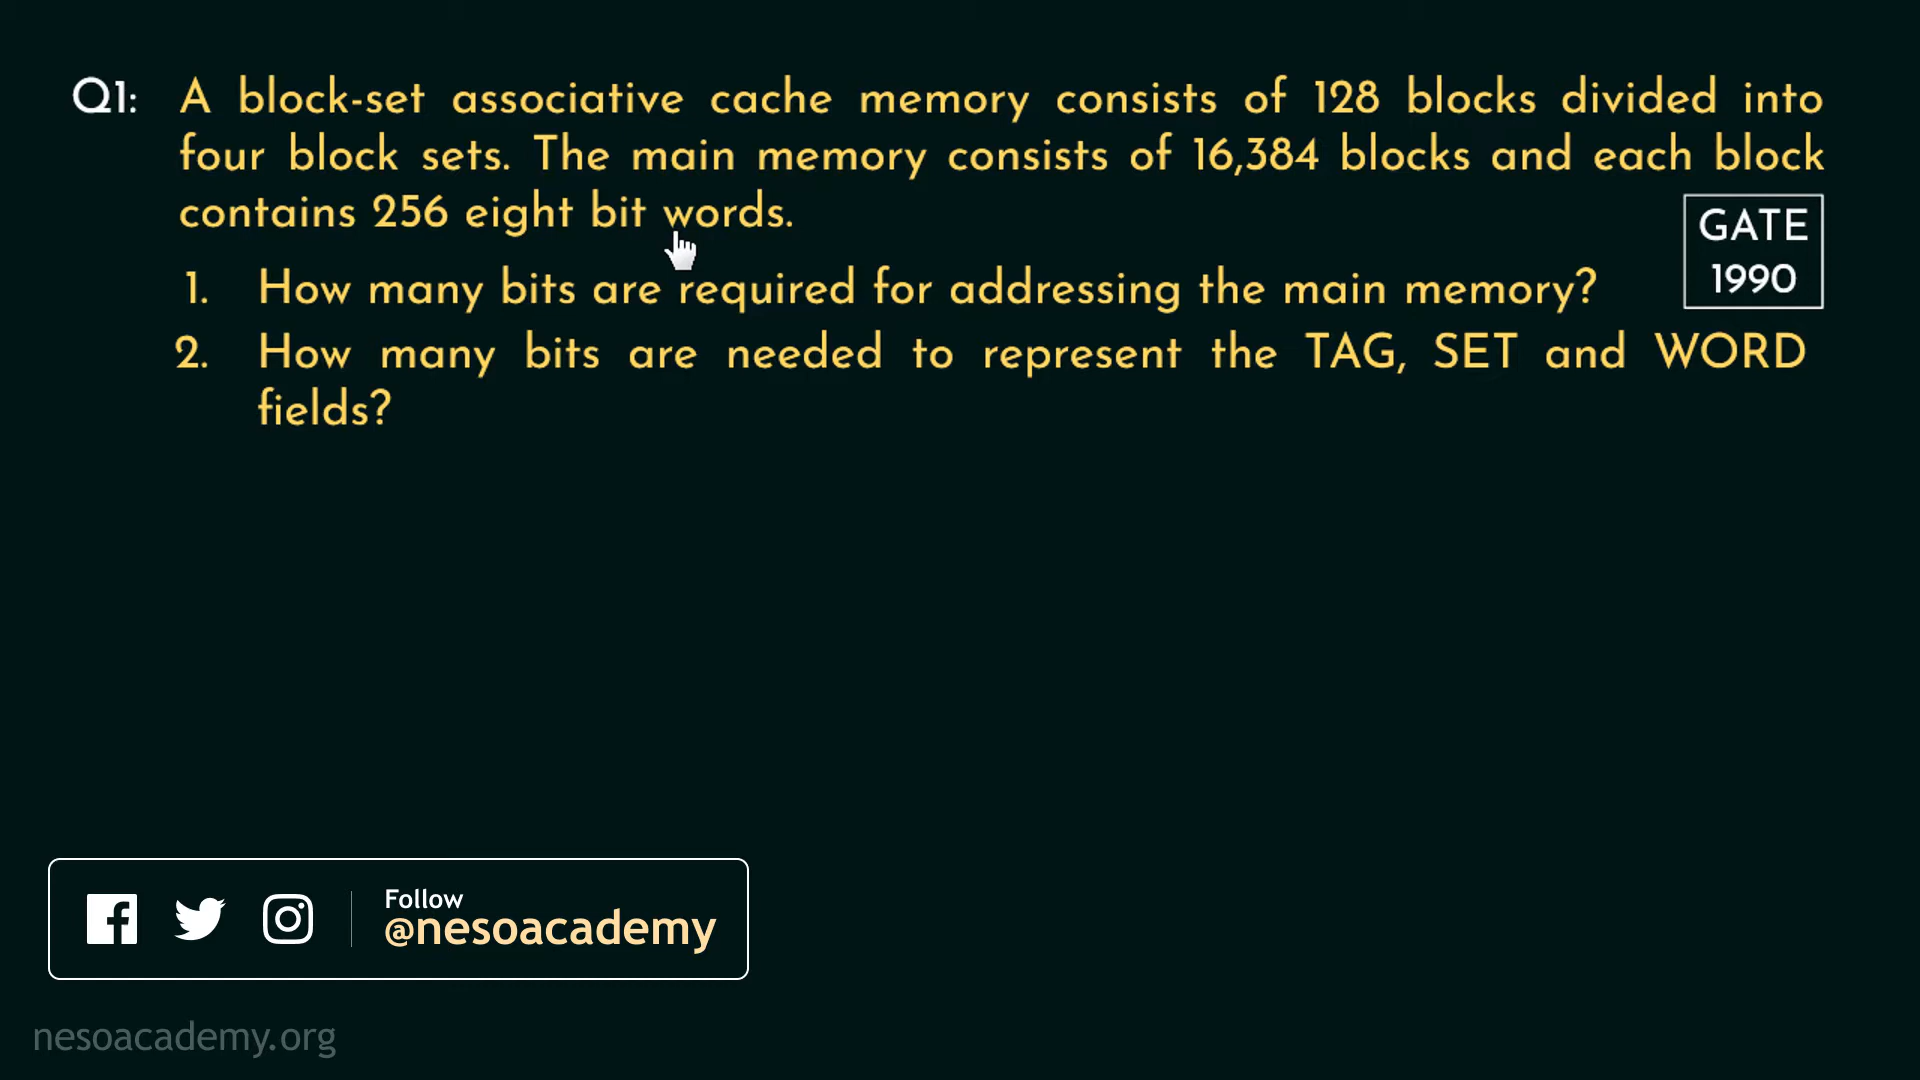 Q1: A block-set associative cache memory consists of 128 blocks divided into
four block sets. The main memory consists of 16,384 blocks and each block
contains 256 eight bit words.
GATE
1990
1. How many bits are required for addressing the main memory?
2. How many bits are needed to represent the TAG, SET and WORD
fields?
Follow
@nesoacademy
nesoacademy.org